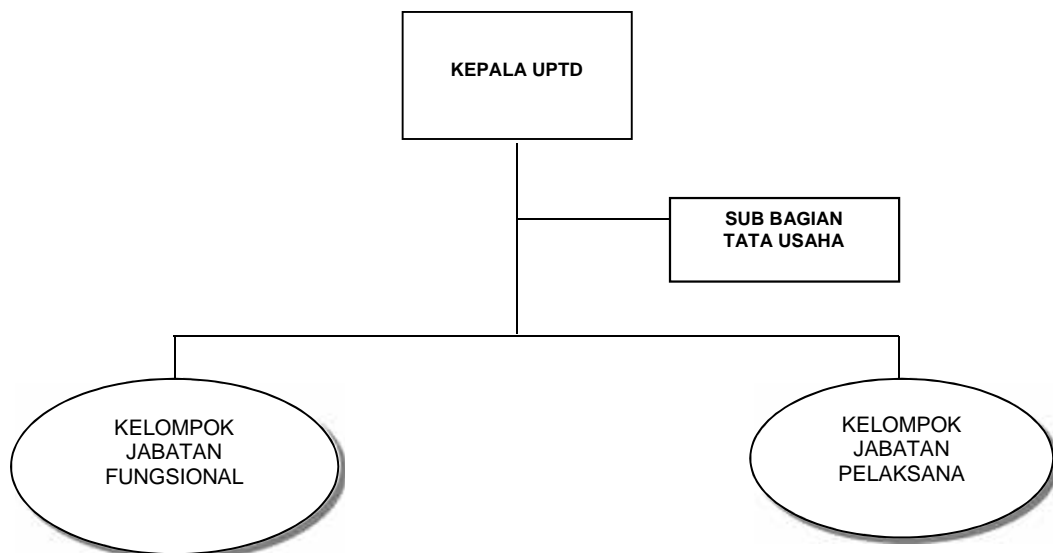 KEPALA UPTD
SUB BAGIAN
TATA USAHA
KELOMPOK
JABATAN
FUNGSIONAL
KELOMPOK
JABATAN
PELAKSANA